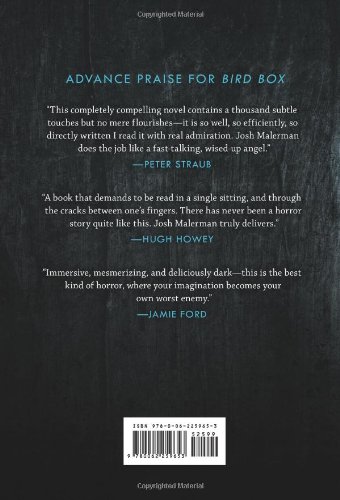 ADVANCE PRAISE FOR BIRD BOX
"This completely compelling novel contains a thousand subtle
touches but no mere flourishes—it is so well, so efficiently, so
directly written I read it with real admiration. Josh Malerman
does the job like a fast-talking, wised-up angel."
—PETER STRAUB
"A book that demands to be read in a single sitting, and through
the cracks between one's fingers. There has never been a horror
story quite like this. Josh Malerman truly delivers."
—HUGH HOWEY
"Immersive, mesmerizing, and deliciously dark—this is the best
kind of horror, where your imagination becomes your
own worst enemy."
—JAMIE FORD
ISBN 978-0-06-225965-3
52599
9 780062 259653